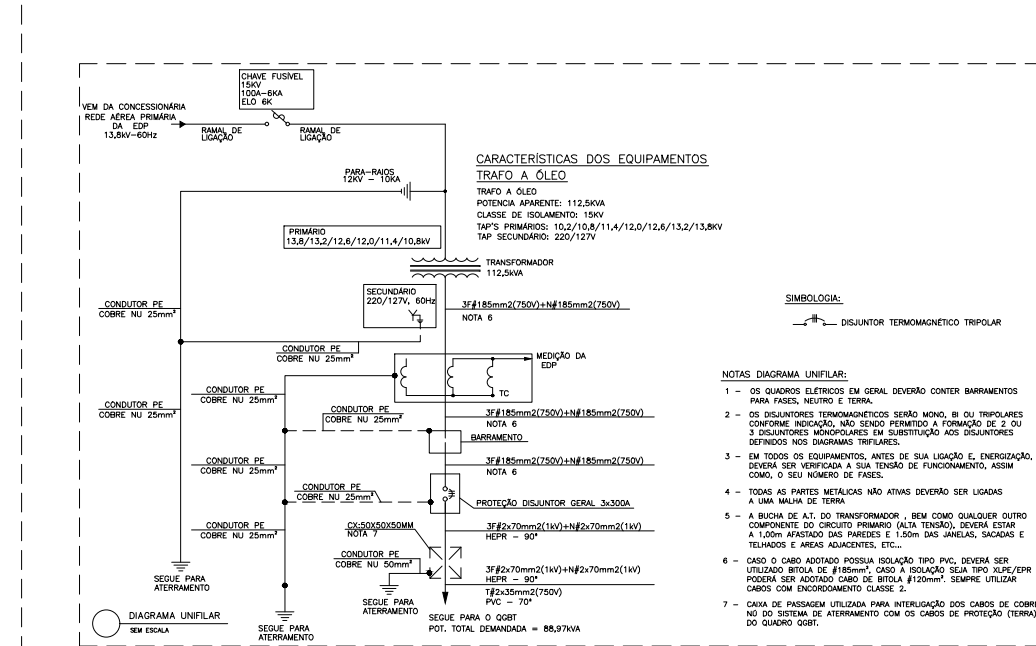 CHAVE FUSÍVEL
15KV
100A-6KA
ELO 6K
VEM DA CONCESSIONÁRIA
REDE AÉREA PRIMÁRIA
DA EDP
13,8kV-60Hz
RAMAL DE
LIGAÇÃO
RAMAL DE
LIGAÇÃO
PARA-RAIOS
12KV - 10KA
CARACTERÍSTICAS DOS EQUIPAMENTOS
TRAFO A ÓLEO
TRAFO A ÓLEO
POTENCIA APARENTE: 112,5KVA
CLASSE DE ISOLAMENTO: 15KV
TAP'S PRIMÁRIOS: 10,2/10,8/11,4/12,0/12,6/13,2/13,8KV
TAP SECUNDÁRIO: 220/127V
PRIMÁRIO
13,8/13,2/12,6/12,0/11,4/10,8kV
TRANSFORMADOR
112,5kVA
SECUNDÁRIO
220/127V, 60Hz
CONDUTOR PE
COBRE NU 25mm²
3F#185mm2(750V)+N#185mm2(750V)
NOTA 6
CONDUTOR PE
COBRE NU 25mm²
MEDIÇÃO DA
EDP
TC
CONDUTOR PE
COBRE NU 25mm²
CONDUTOR PE
COBRE NU 25mm²
CONDUTOR PE
COBRE NU 25mm²
3F#185mm2(750V)+N#185mm2(750V)
NOTA 6
BARRAMENTO
CONDUTOR PE
COBRE NU 25mm²
3F#185mm2(750V)+N#185mm2(750V)
NOTA 6
CONDUTOR PE
COBRE NU 25mm²
PROTEÇÃO DISJUNTOR GERAL 3x300A
CONDUTOR PE
COBRE NU 25mm²
CX:50X50X50MM
NOTA 7
3F#2x70mm2(1kV)+N#2x70mm2(1kV)
HEPR - 90°
CONDUTOR PE
COBRE NU 50mm²
3F#2x70mm2(1kV)+N#2x70mm2(1kV)
HEPR - 90°
T#2x35mm2(750V)
PVC - 70°
SEGUE PARA
ATERRAMENTO
SEGUE PARA
ATERRAMENTO
SEGUE PARA
ATERRAMENTO
SEGUE PARA O QGBT
POT. TOTAL DEMANDADA = 88,97kVA
DIAGRAMA UNIFILAR
SEM ESCALA
SIMBOLOGIA:
DISJUNTOR TERMOMAGNÉTICO TRIPOLAR
NOTAS DIAGRAMA UNIFILAR:
1 - OS QUADROS ELÉTRICOS EM GERAL DEVERÃO CONTER BARRAMENTOS
PARA FASES, NEUTRO E TERRA.
2 - OS DISJUNTORES TERMOMAGNÉTICOS SERÃO MONO, BI OU TRIPOLARES
CONFORME INDICAÇÃO, NÃO SENDO PERMITIDO A FORMAÇÃO DE 2 OU
3 DISJUNTORES MONOPOLARES EM SUBSTITUIÇÃO AOS DISJUNTORES
DEFINIDOS NOS DIAGRAMAS TRIFILARES.
3 - EM TODOS OS EQUIPAMENTOS, ANTES DE SUA LIGAÇÃO E, ENERGIZAÇÃO,
DEVERÁ SER VERIFICADA A SUA TENSÃO DE FUNCIONAMENTO, ASSIM
COMO, O SEU NÚMERO DE FASES.
4 - TODAS AS PARTES METÁLICAS NÃO ATIVAS DEVERÃO SER LIGADAS
A UMA MALHA DE TERRA
5 - A BUCHA DE A.T. DO TRANSFORMADOR , BEM COMO QUALQUER OUTRO
COMPONENTE DO CIRCUITO PRIMARIO (ALTA TENSÃO), DEVERÁ ESTAR
A 1,00m AFASTADO DAS PAREDES E 1.50m DAS JANELAS, SACADAS E
TELHADOS E AREAS ADJACENTES, ETC...
6 - CASO O CABO ADOTADO POSSUA ISOLAÇÃO TIPO PVC, DEVERÁ SER
UTILIZADO BITOLA DE #185mm², CASO A ISOLAÇÃO SEJA TIPO XLPE/EPR
PODERÁ SER ADOTADO CABO DE BITOLA #120mm². SEMPRE UTILIZAR
CABOS COM ENCORDOAMENTO CLASSE 2.
7 - CAIXA DE PASSAGEM UTILIZADA PARA INTERLIGAÇÃO DOS CABOS DE COBRE
NÚ DO SISTEMA DE ATERRAMENTO COM OS CABOS DE PROTEÇÃO (TERRA)
DO QUADRO QGBT.